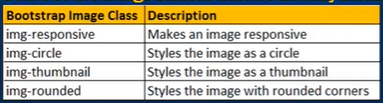 Bootstrap Image Class Description
img-responsive Makes an image responsive
img-circle Styles the image as a circle
img-thumbnail Styles the image as a thumbnail
img-rounded Styles the image with rounded corners